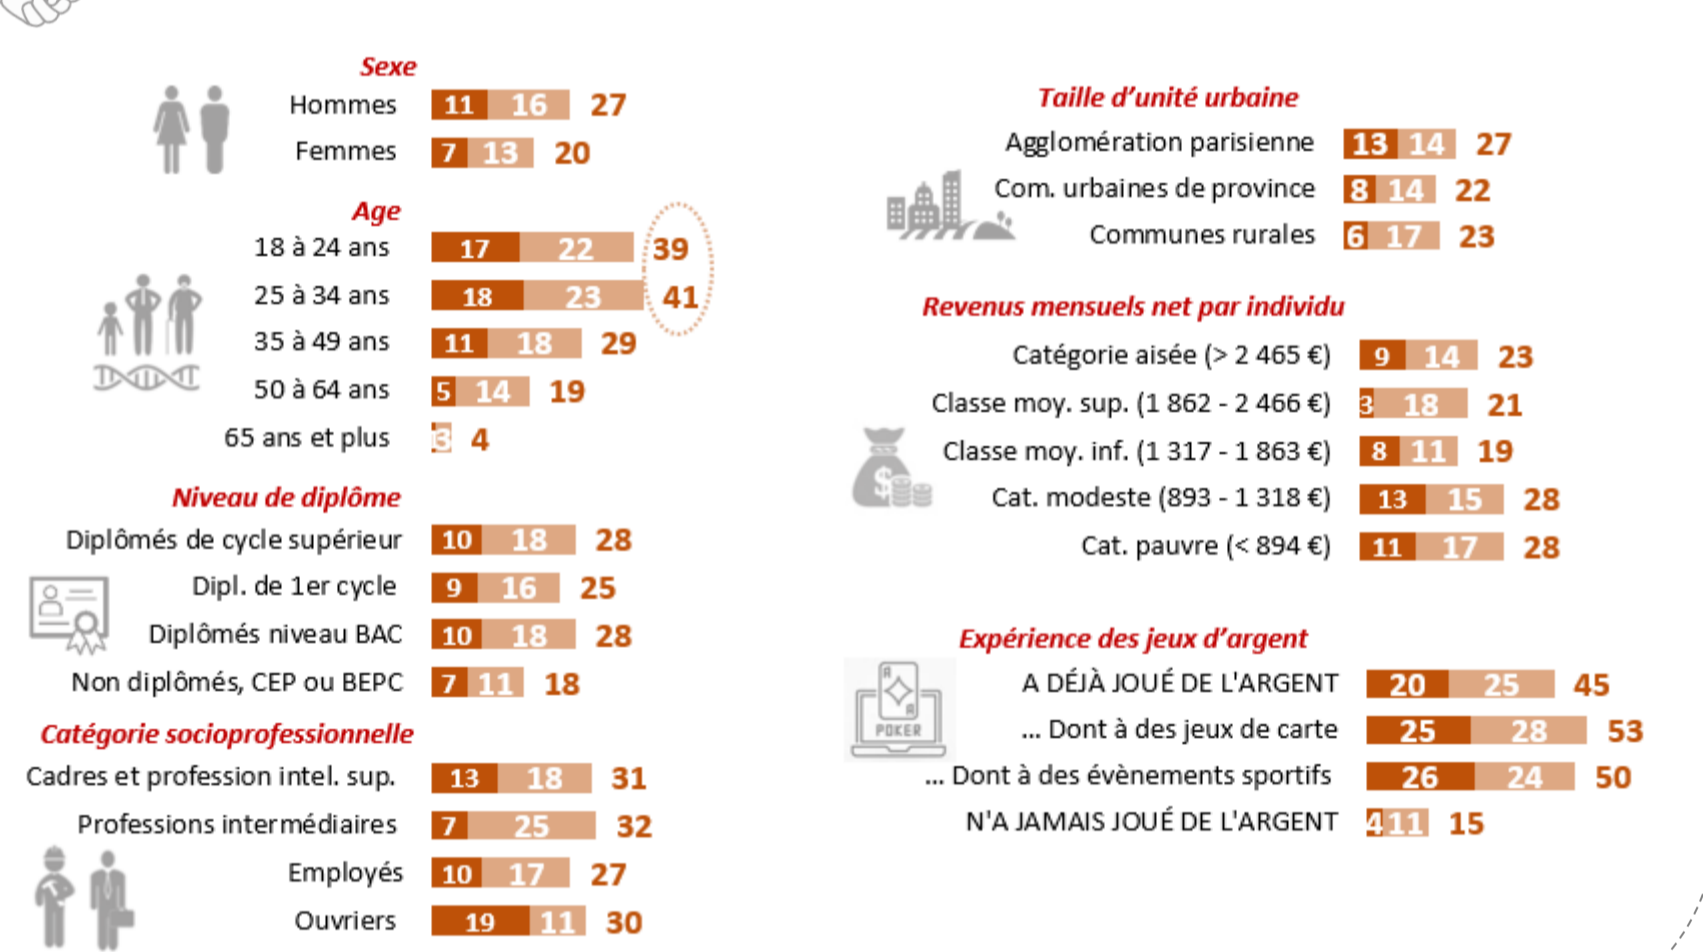 Sexe
Hommes 11 16 27
Femmes 7 13 20
Age
18 à 24 ans 17 22 39
25 à 34 ans 18 23 41
35 à 49 ans 11 18 29
50 à 64 ans 5 14 19
65 ans et plus 3 4
Niveau de diplôme
Diplômés de cycle supérieur 10 18 28
Dipl. de 1er cycle 9 16 25
Diplômés niveau BAC 10 18 28
Non diplômés, CEP ou BEPC 7 11 18
Catégorie socioprofessionnelle
Cadres et profession intel. sup. 13 18 31
Professions intermédiaires 7 25 32
Employés 10 17 27
Ouvriers 19 11 30
Taille d'unité urbaine
Agglomération parisienne 13 14 27
Com. urbaines de province 8 14 22
Communes rurales 6 17 23
Revenus mensuels net par individu
Catégorie aisée (> 2 465 €) 9 14 23
Classe moy. sup. (1 862 - 2 466 €) 3 18 21
Classe moy. inf. (1 317 - 1 863 €) 8 11 19
$
Cat. modeste (893 - 1 318 €) 13 15 28
Cat. pauvre (< 894 €) 11 17 28
Expérience des jeux d'argent
A
A
POKER
A DÉJÀ JOUÉ DE L'ARGENT 20 25 45
... Dont à des jeux de carte 25 28 53
... Dont à des évènements sportifs 26 24 50
N'A JAMAIS JOUÉ DE L'ARGENT 4 11 15